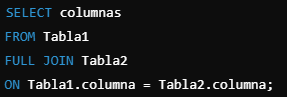 SELECT columnas
FROM Tabla1
FULL JOIN Tabla2
ON Tabla1.columna = Tabla2.columna;